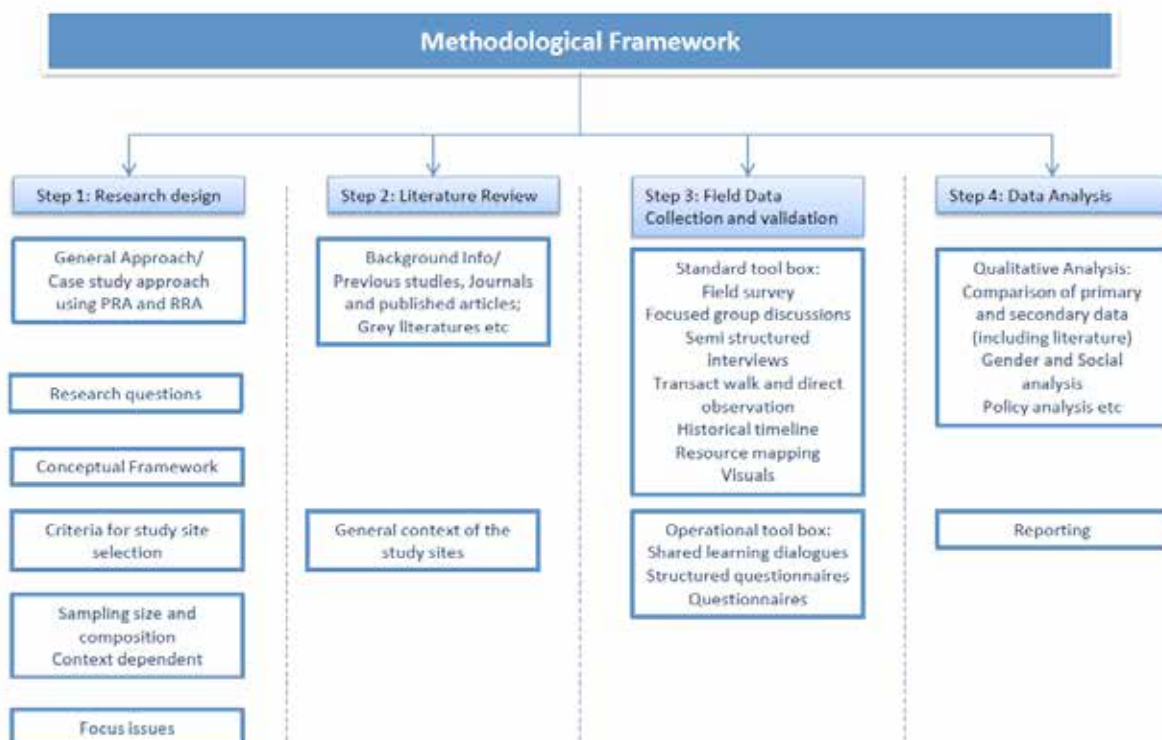 Methodological Framework
Step 1: Research design
General Approach/
Case study approach
using PRA and RRA
Research questions
Conceptual Framework
Criteria for study site
selection
Sampling size and
composition
Context dependent
Focus issues
Step 2: Literature Review
Background Info/
Previous studies, Journals
and published articles;
Grey literatures etc
General context of the
study sites
Step 3: Field Data
Collection and validation
Standard tool box:
Field survey
Focused group discussions
Semi structured
interviews
Transact walk and direct
observation
Historical timeline
Resource mapping
Visuals
Operational tool box:
Shared learning dialogues
Structured questionnaires
Questionnaires
Step 4: Data Analysis
Qualitative Analysis:
Comparison of primary
and secondary data
(including literature)
Gender and Social
analysis
Policy analysis etc
Reporting